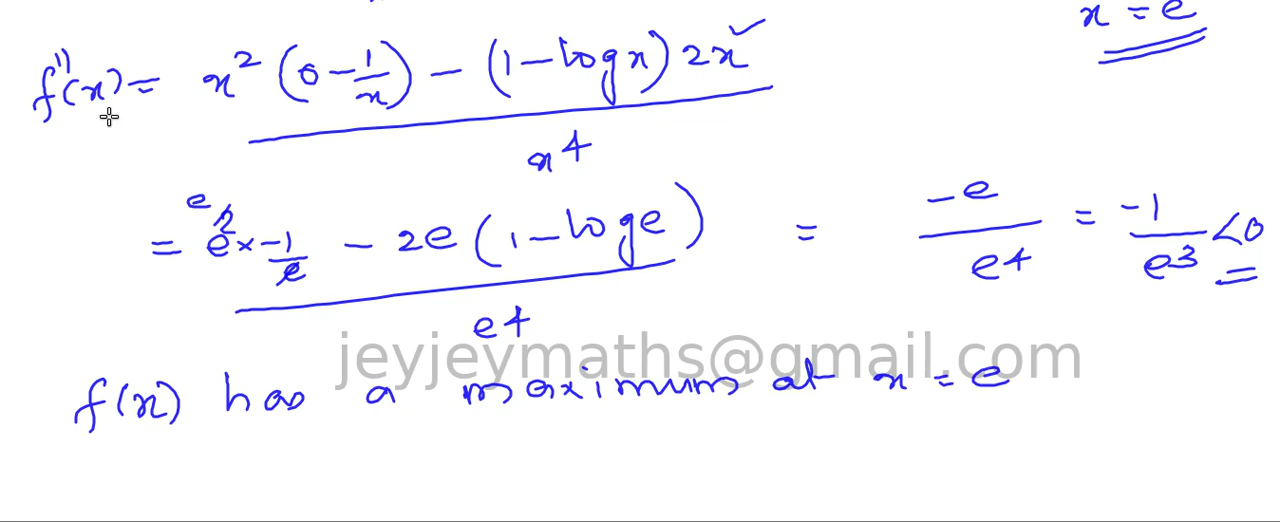 x = e
f''(x) = x² (0 - 1/x) - (1 - log x) 2x / x⁴
= e² × -1/e - 2e (1 - log e) / e⁴ = -e / e⁴ = -1 / e³ < 0
jeyjeymaths@gmail.com
f(x) has a maximum at x = e